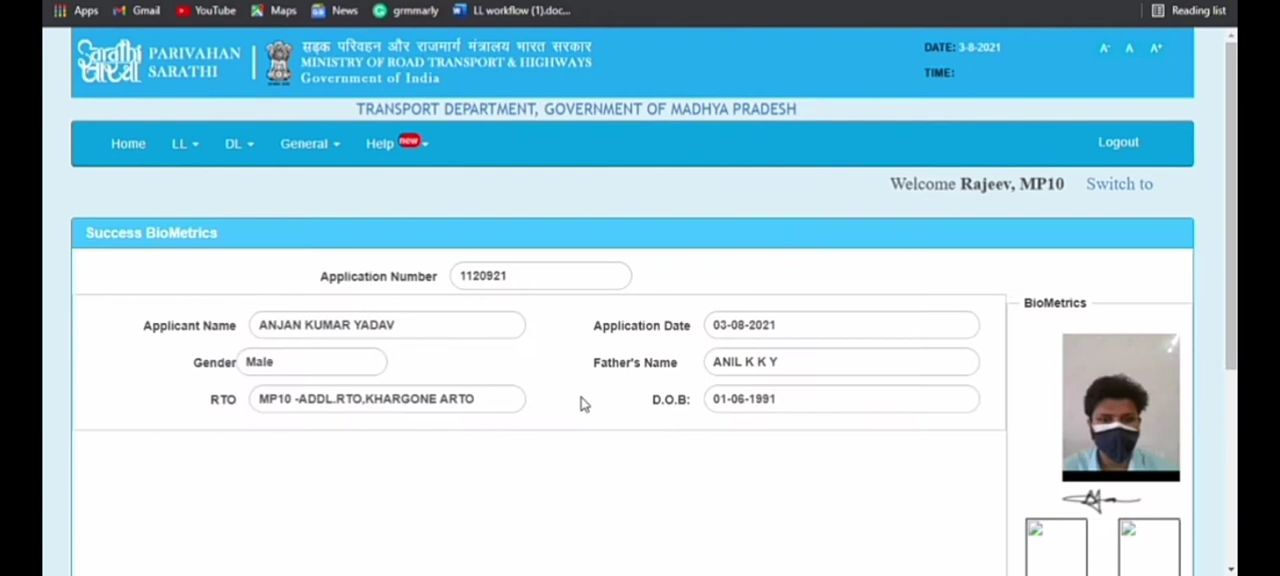 Apps Gmail YouTube Maps News grmmarly LL workflow (1).doc... Reading list
Sarathi
सारथी
PARIVAHAN
SARATHI
सड़क परिवहन और राजमार्ग मंत्रालय भारत सरकार
MINISTRY OF ROAD TRANSPORT & HIGHWAYS
Government of India
DATE: 3-8-2021
TIME:
A- A A+
TRANSPORT DEPARTMENT, GOVERNMENT OF MADHYA PRADESH
Home LL DL General Help new Logout
Welcome Rajeev, MP10 Switch to
Success BioMetrics
Application Number 1120921
BioMetrics
Applicant Name ANJAN KUMAR YADAV Application Date 03-08-2021
Gender Male Father's Name ANIL K K Y
RTO MP10 -ADDL.RTO,KHARGONE ARTO D.O.B: 01-06-1991